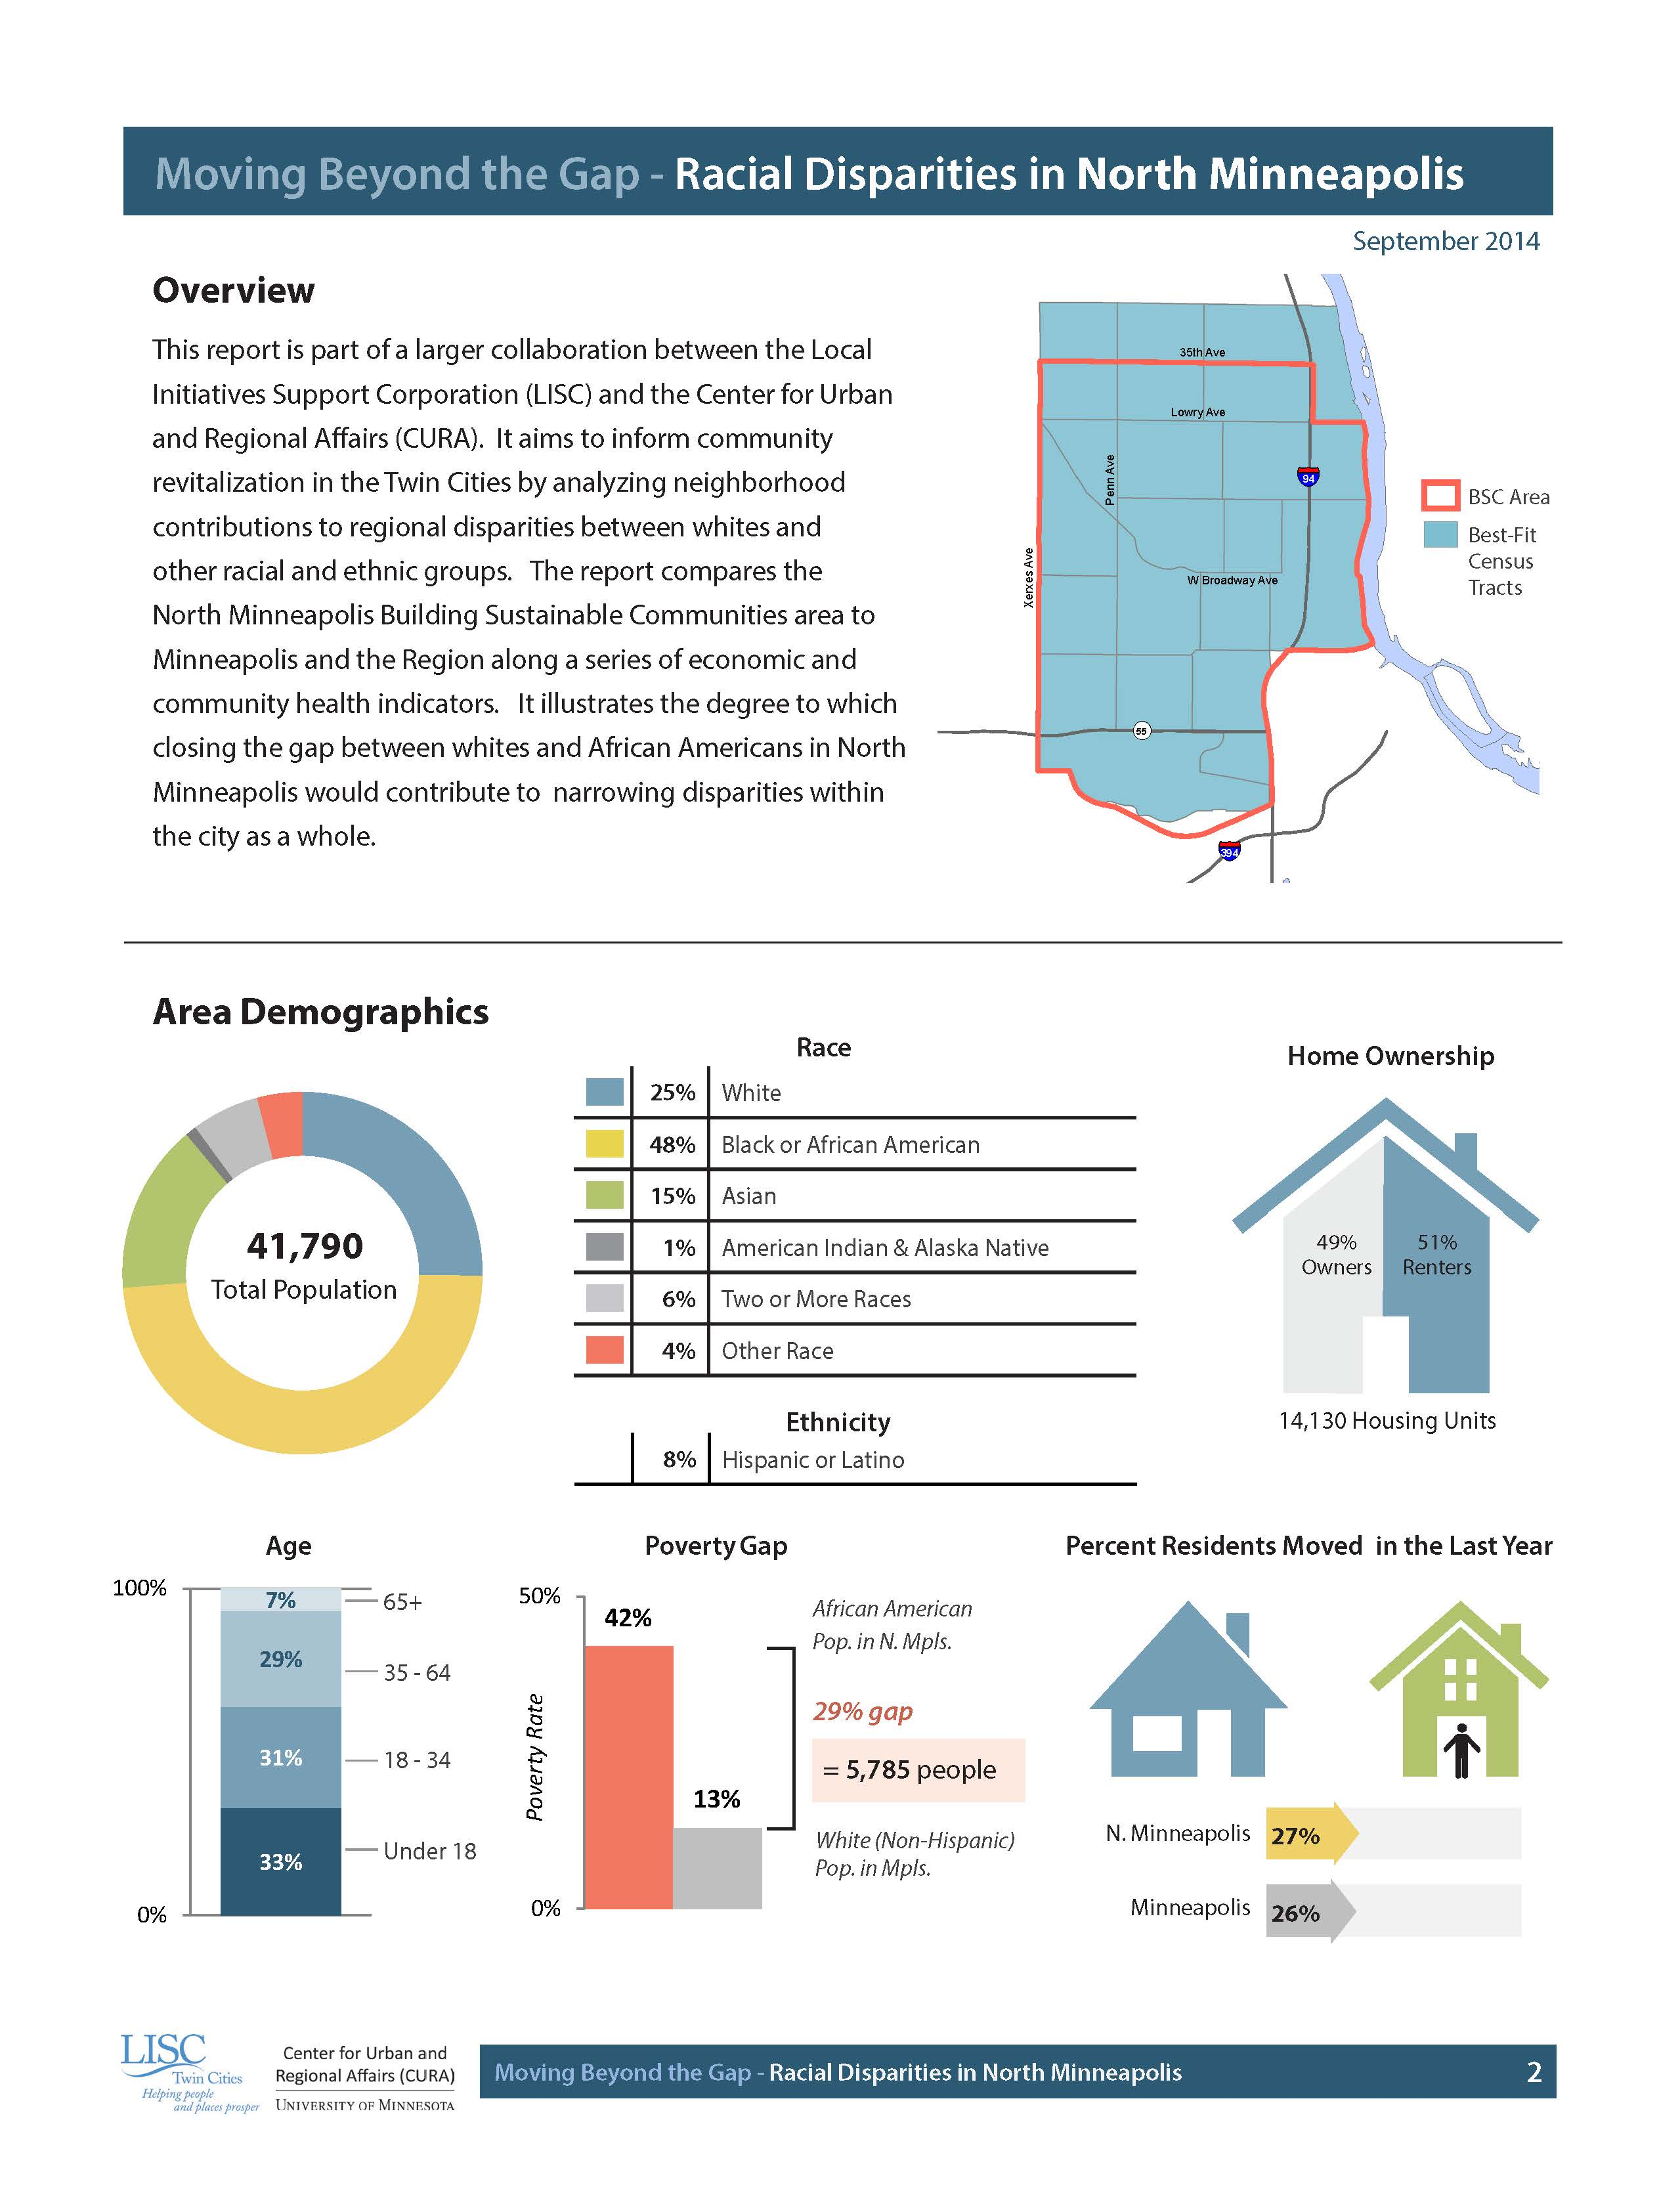 Moving Beyond the Gap - Racial Disparities in North Minneapolis
September 2014
Overview
This report is part of a larger collaboration between the Local
Initiatives Support Corporation (LISC) and the Center for Urban
and Regional Affairs (CURA). It aims to inform community
revitalization in the Twin Cities by analyzing neighborhood
contributions to regional disparities between whites and
other racial and ethnic groups. The report compares the
North Minneapolis Building Sustainable Communities area to
Minneapolis and the Region along a series of economic and
community health indicators. It illustrates the degree to which
closing the gap between whites and African Americans in North
Minneapolis would contribute to narrowing disparities within
the city as a whole.
35th Ave
Lowry Ave
Penn Ave
94
Xerxes Ave
W Broadway Ave
55
394
BSC Area
Best-Fit
Census
Tracts
Area Demographics
41,790
Total Population
Race
25% White
48% Black or African American
15% Asian
1% American Indian & Alaska Native
6% Two or More Races
4% Other Race
Ethnicity
8% Hispanic or Latino
Home Ownership
49%
Owners
51%
Renters
14,130 Housing Units
Age
100%
7% 65+
29% 35 - 64
31% 18 - 34
33% Under 18
0%
Poverty Gap
50%
Poverty Rate
0%
42%
13%
African American
Pop. in N. Mpls.
29% gap
= 5,785 people
White (Non-Hispanic)
Pop. in Mpls.
Percent Residents Moved in the Last Year
N. Minneapolis 27%
Minneapolis 26%
LISC
Twin Cities
Helping people
and places prosper
Center for Urban and
Regional Affairs (CURA)
UNIVERSITY OF MINNESOTA
Moving Beyond the Gap - Racial Disparities in North Minneapolis 2